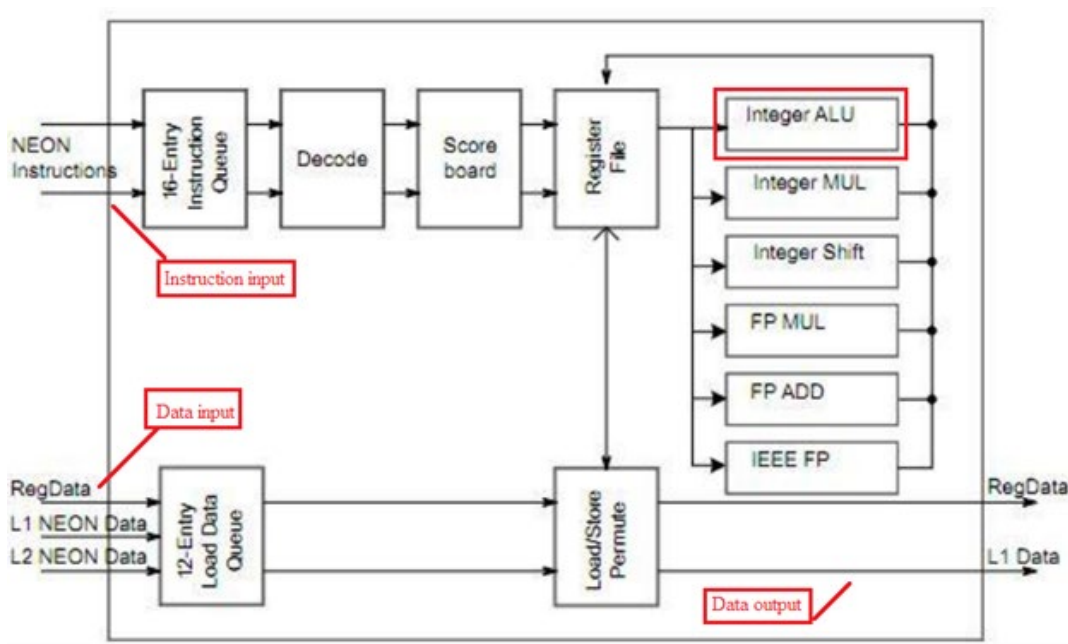 NEON
Instructions
16-Entry
Instruction
Queue
Decode
Score
board
Register
File
Integer ALU
Integer MUL
Integer Shift
FP MUL
FP ADD
IEEE FP
Instruction input
Data input
RegData
L1 NEON Data
L2 NEON Data
12-Entry
Load Data
Queue
Load/Store
Permute
RegData
L1 Data
Data output